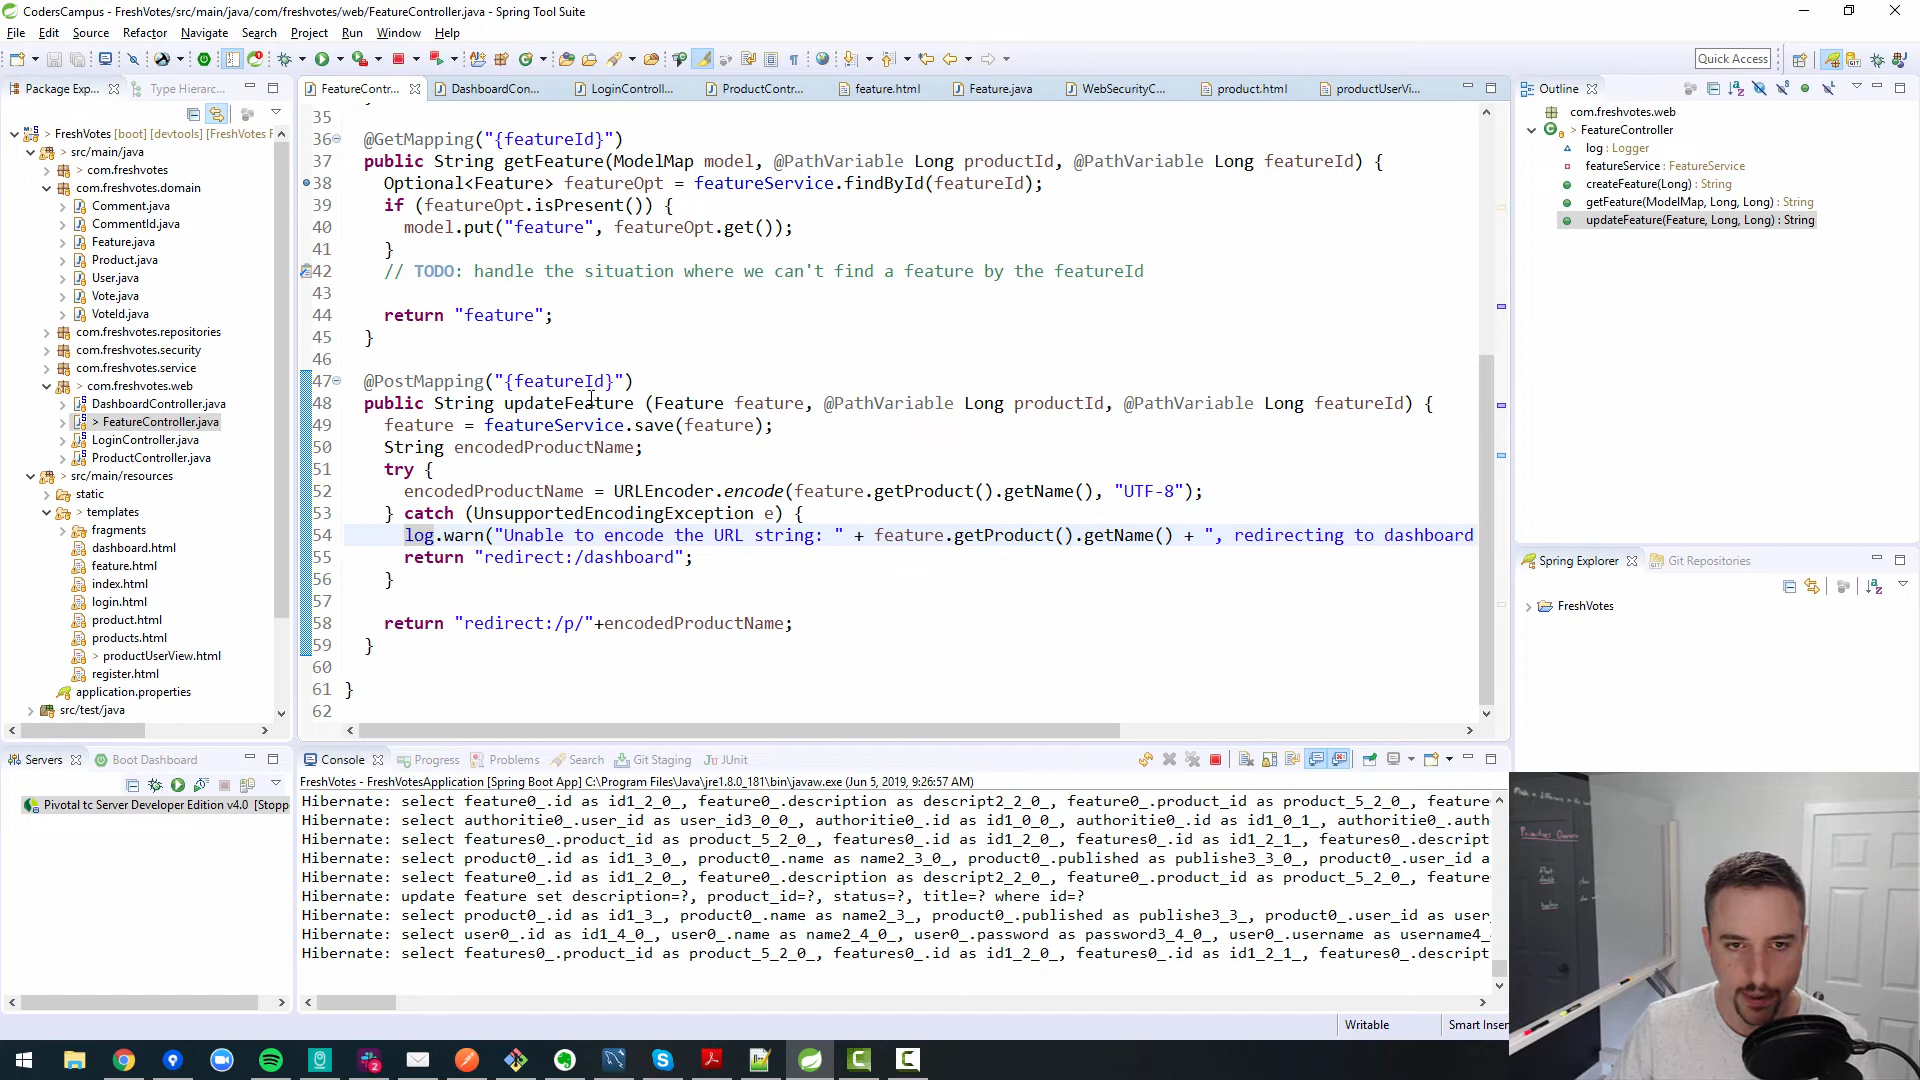 CodersCampus - FreshVotes/src/main/java/com/freshvotes/web/FeatureController.java - Spring Tool Suite
File Edit Source Refactor Navigate Search Project Run Window Help
Quick Access
Package Exp...
Type Hierarc...
FeatureContr...
DashboardCon...
LoginControll...
ProductContr...
feature.html
Feature.java
WebSecurityC...
product.html
productUserVi...
Outline
> FreshVotes [boot] [devtools] [FreshVotes F
src/main/java
com.freshvotes
com.freshvotes.domain
Comment.java
CommentId.java
Feature.java
Product.java
User.java
Vote.java
VoteId.java
com.freshvotes.repositories
com.freshvotes.security
com.freshvotes.service
> com.freshvotes.web
DashboardController.java
> FeatureController.java
LoginController.java
ProductController.java
> src/main/resources
static
> templates
fragments
dashboard.html
feature.html
index.html
login.html
product.html
products.html
> productUserView.html
register.html
application.properties
src/test/java
35
36 @GetMapping("{featureId}")
37 public String getFeature(ModelMap model, @PathVariable Long productId, @PathVariable Long featureId) {
38 Optional<Feature> featureOpt = featureService.findById(featureId);
39 if (featureOpt.isPresent()) {
40 model.put("feature", featureOpt.get());
41 }
42 // TODO: handle the situation where we can't find a feature by the featureId
43
44 return "feature";
45 }
46
47 @PostMapping("{featureId}")
48 public String updateFeature (Feature feature, @PathVariable Long productId, @PathVariable Long featureId) {
49 feature = featureService.save(feature);
50 String encodedProductName;
51 try {
52 encodedProductName = URLEncoder.encode(feature.getProduct().getName(), "UTF-8");
53 } catch (UnsupportedEncodingException e) {
54 log.warn("Unable to encode the URL string: " + feature.getProduct().getName() + ", redirecting to dashboard
55 return "redirect:/dashboard";
56 }
57
58 return "redirect:/p/"+encodedProductName;
59 }
60
61 }
62
com.freshvotes.web
> FeatureController
log : Logger
featureService : FeatureService
createFeature(Long) : String
getFeature(ModelMap, Long, Long) : String
updateFeature(Feature, Long, Long) : String
Spring Explorer
Git Repositories
FreshVotes
Servers
Boot Dashboard
Pivotal tc Server Developer Edition v4.0 [Stopp
Console
Progress
Problems
Search
Git Staging
JUnit
FreshVotes - FreshVotesApplication [Spring Boot App] C:\Program Files\Java\jre1.8.0_181\bin\javaw.exe (Jun 5, 2019, 9:26:57 AM)
Hibernate: select feature0_.id as id1_2_0_, feature0_.description as descript2_2_0_, feature0_.product_id as product_5_2_0_, feature
Hibernate: select authoritie0_.user_id as user_id3_0_0_, authoritie0_.id as id1_0_0_, authoritie0_.id as id1_0_1_, authoritie0_.auth
Hibernate: select features0_.product_id as product_5_2_0_, features0_.id as id1_2_0_, features0_.id as id1_2_1_, features0_.descript
Hibernate: select product0_.id as id1_3_0_, product0_.name as name2_3_0_, product0_.published as publishe3_3_0_, product0_.user_id a
Hibernate: select feature0_.id as id1_2_0_, feature0_.description as descript2_2_0_, feature0_.product_id as product_5_2_0_, feature
Hibernate: update feature set description=?, product_id=?, status=?, title=? where id=?
Hibernate: select product0_.id as id1_3_, product0_.name as name2_3_, product0_.published as publishe3_3_, product0_.user_id as user
Hibernate: select user0_.id as id1_4_0_, user0_.name as name2_4_0_, user0_.password as password3_4_0_, user0_.username as username4_
Hibernate: select features0_.product_id as product_5_2_0_, features0_.id as id1_2_0_, features0_.id as id1_2_1_, features0_.descript
Writable
Smart Inser